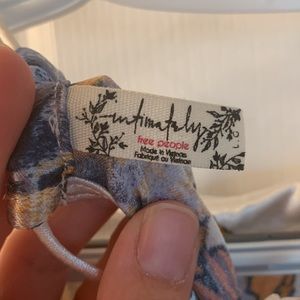 intimately
free people
Made in Vietnam
Fabriqué au Vietnam